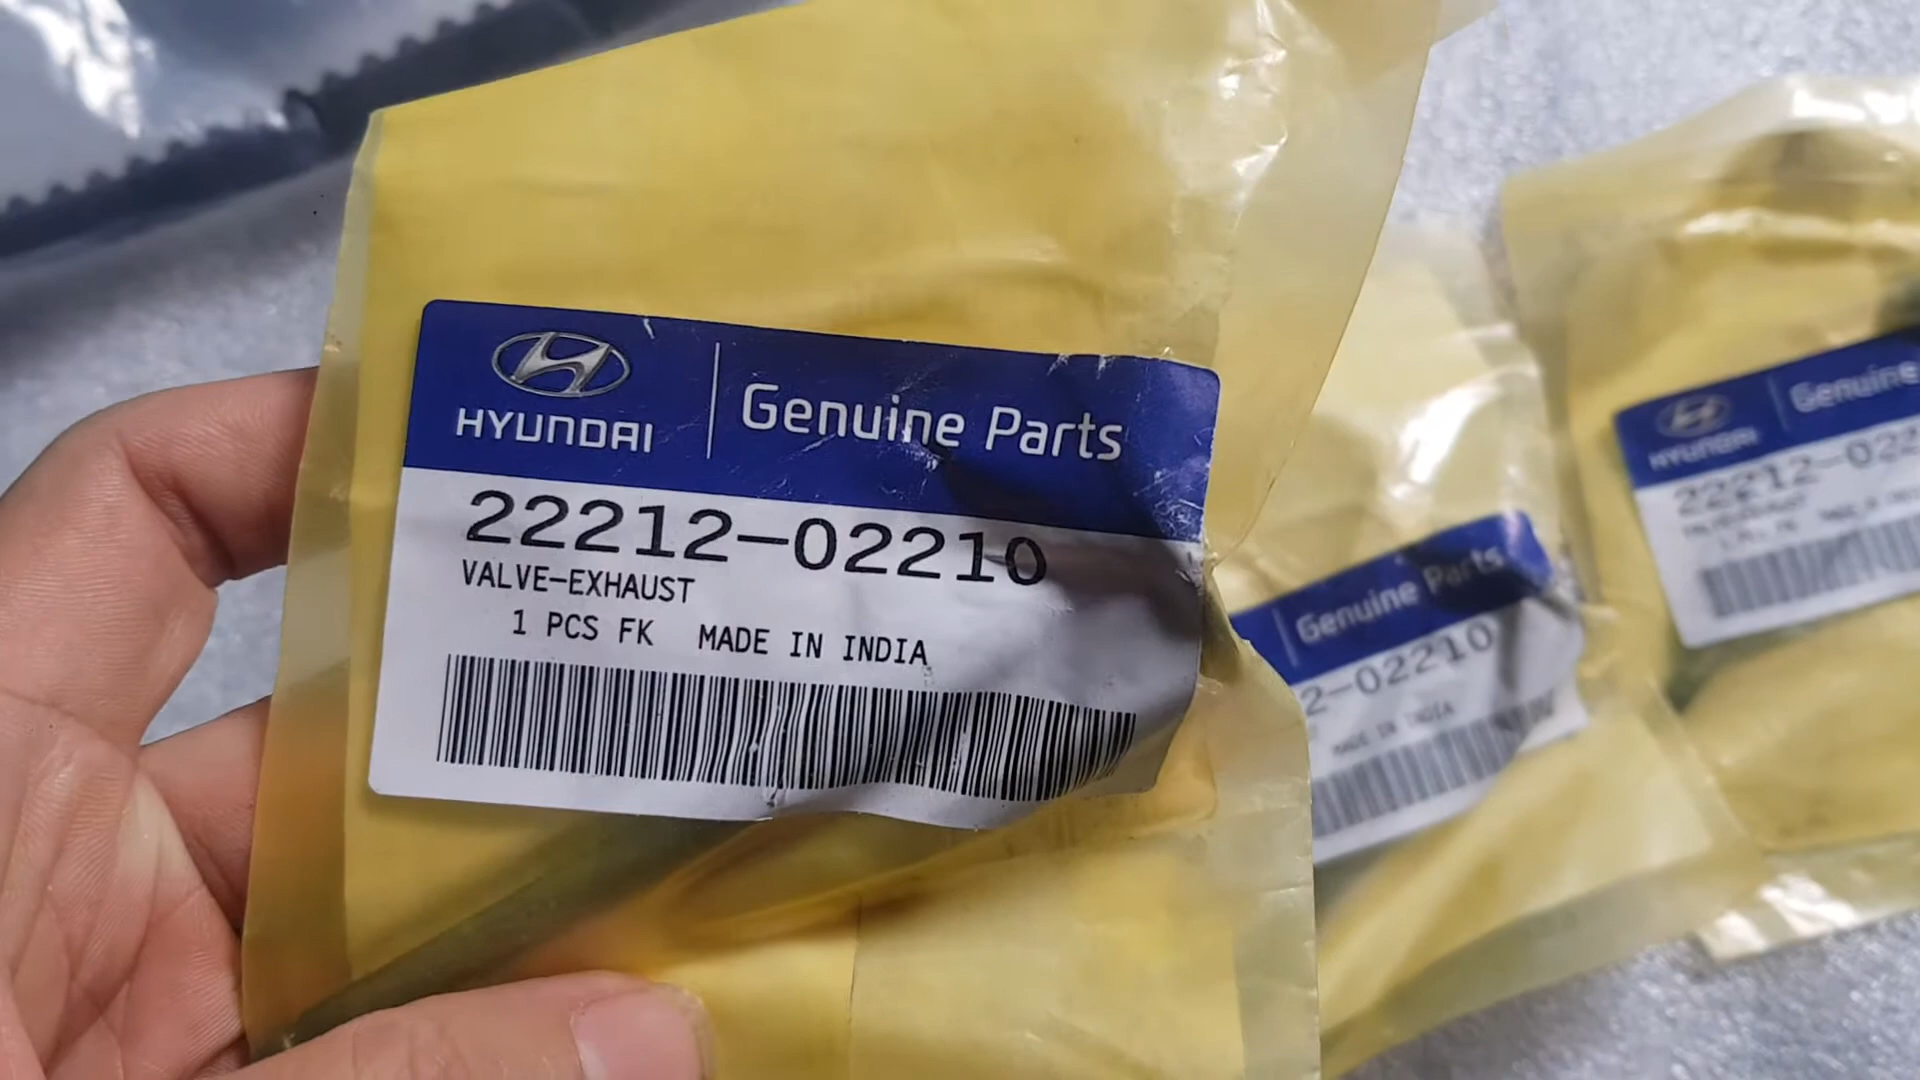 HYUNDAI
Genuine Parts
22212-02210
VALVE-EXHAUST
1 PCS FK MADE IN INDIA
Genuine Parts
2-02210
MADE IN INDIA
HYUNDAI
Genuine
22212-022